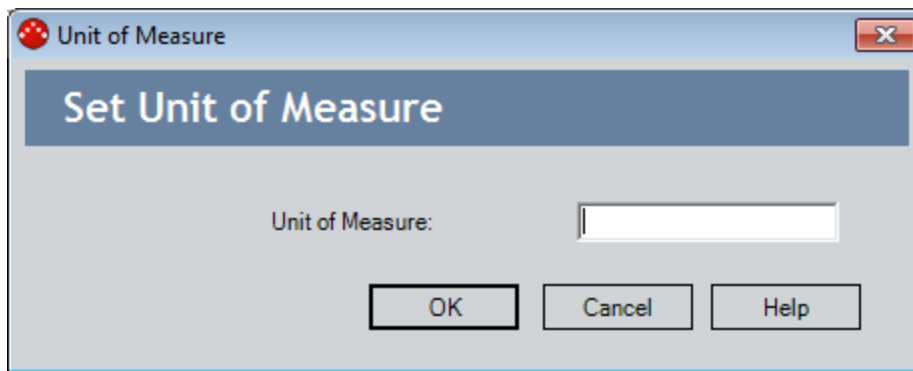 Unit of Measure
Set Unit of Measure
Unit of Measure:
OK Cancel Help